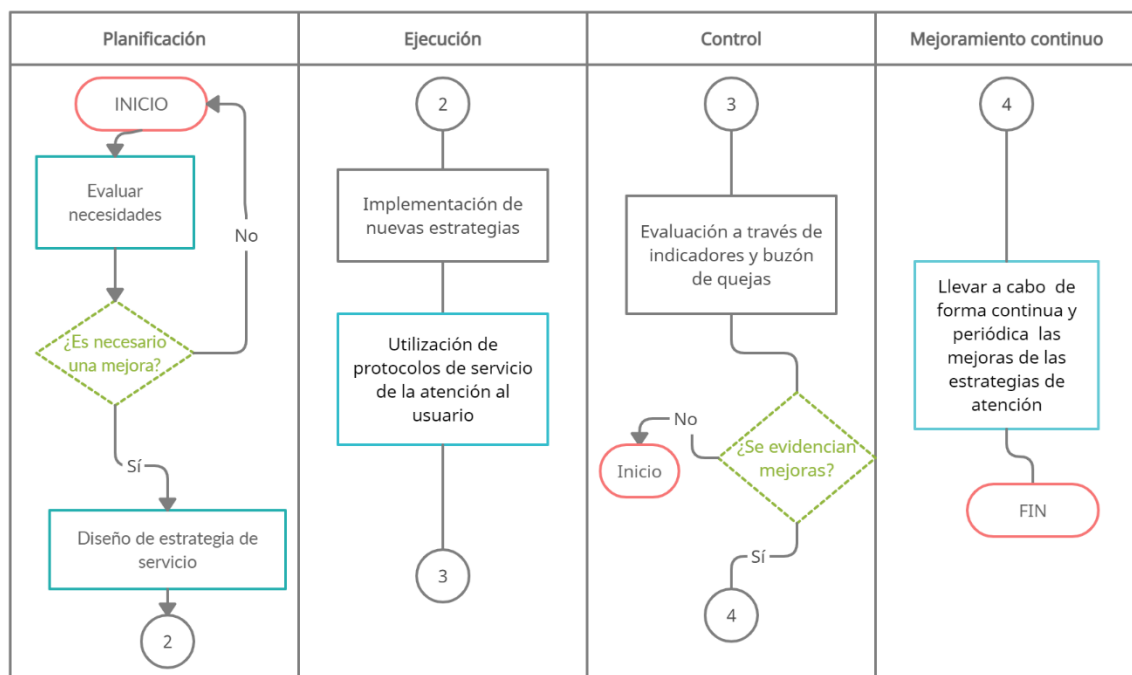 Planificación
Ejecución
Control
Mejoramiento continuo
INICIO
Evaluar
necesidades
No
¿Es necesario
una mejora?
Sí
Diseño de estrategia de
servicio
2
2
Implementación de
nuevas estrategias
Utilización de
protocolos de servicio
de la atención al
usuario
3
3
Evaluación a través de
indicadores y buzón
de quejas
No
Inicio
¿Se evidencian
mejoras?
Sí
4
4
Llevar a cabo de
forma continua y
periódica las
mejoras de las
estrategias de
atención
FIN